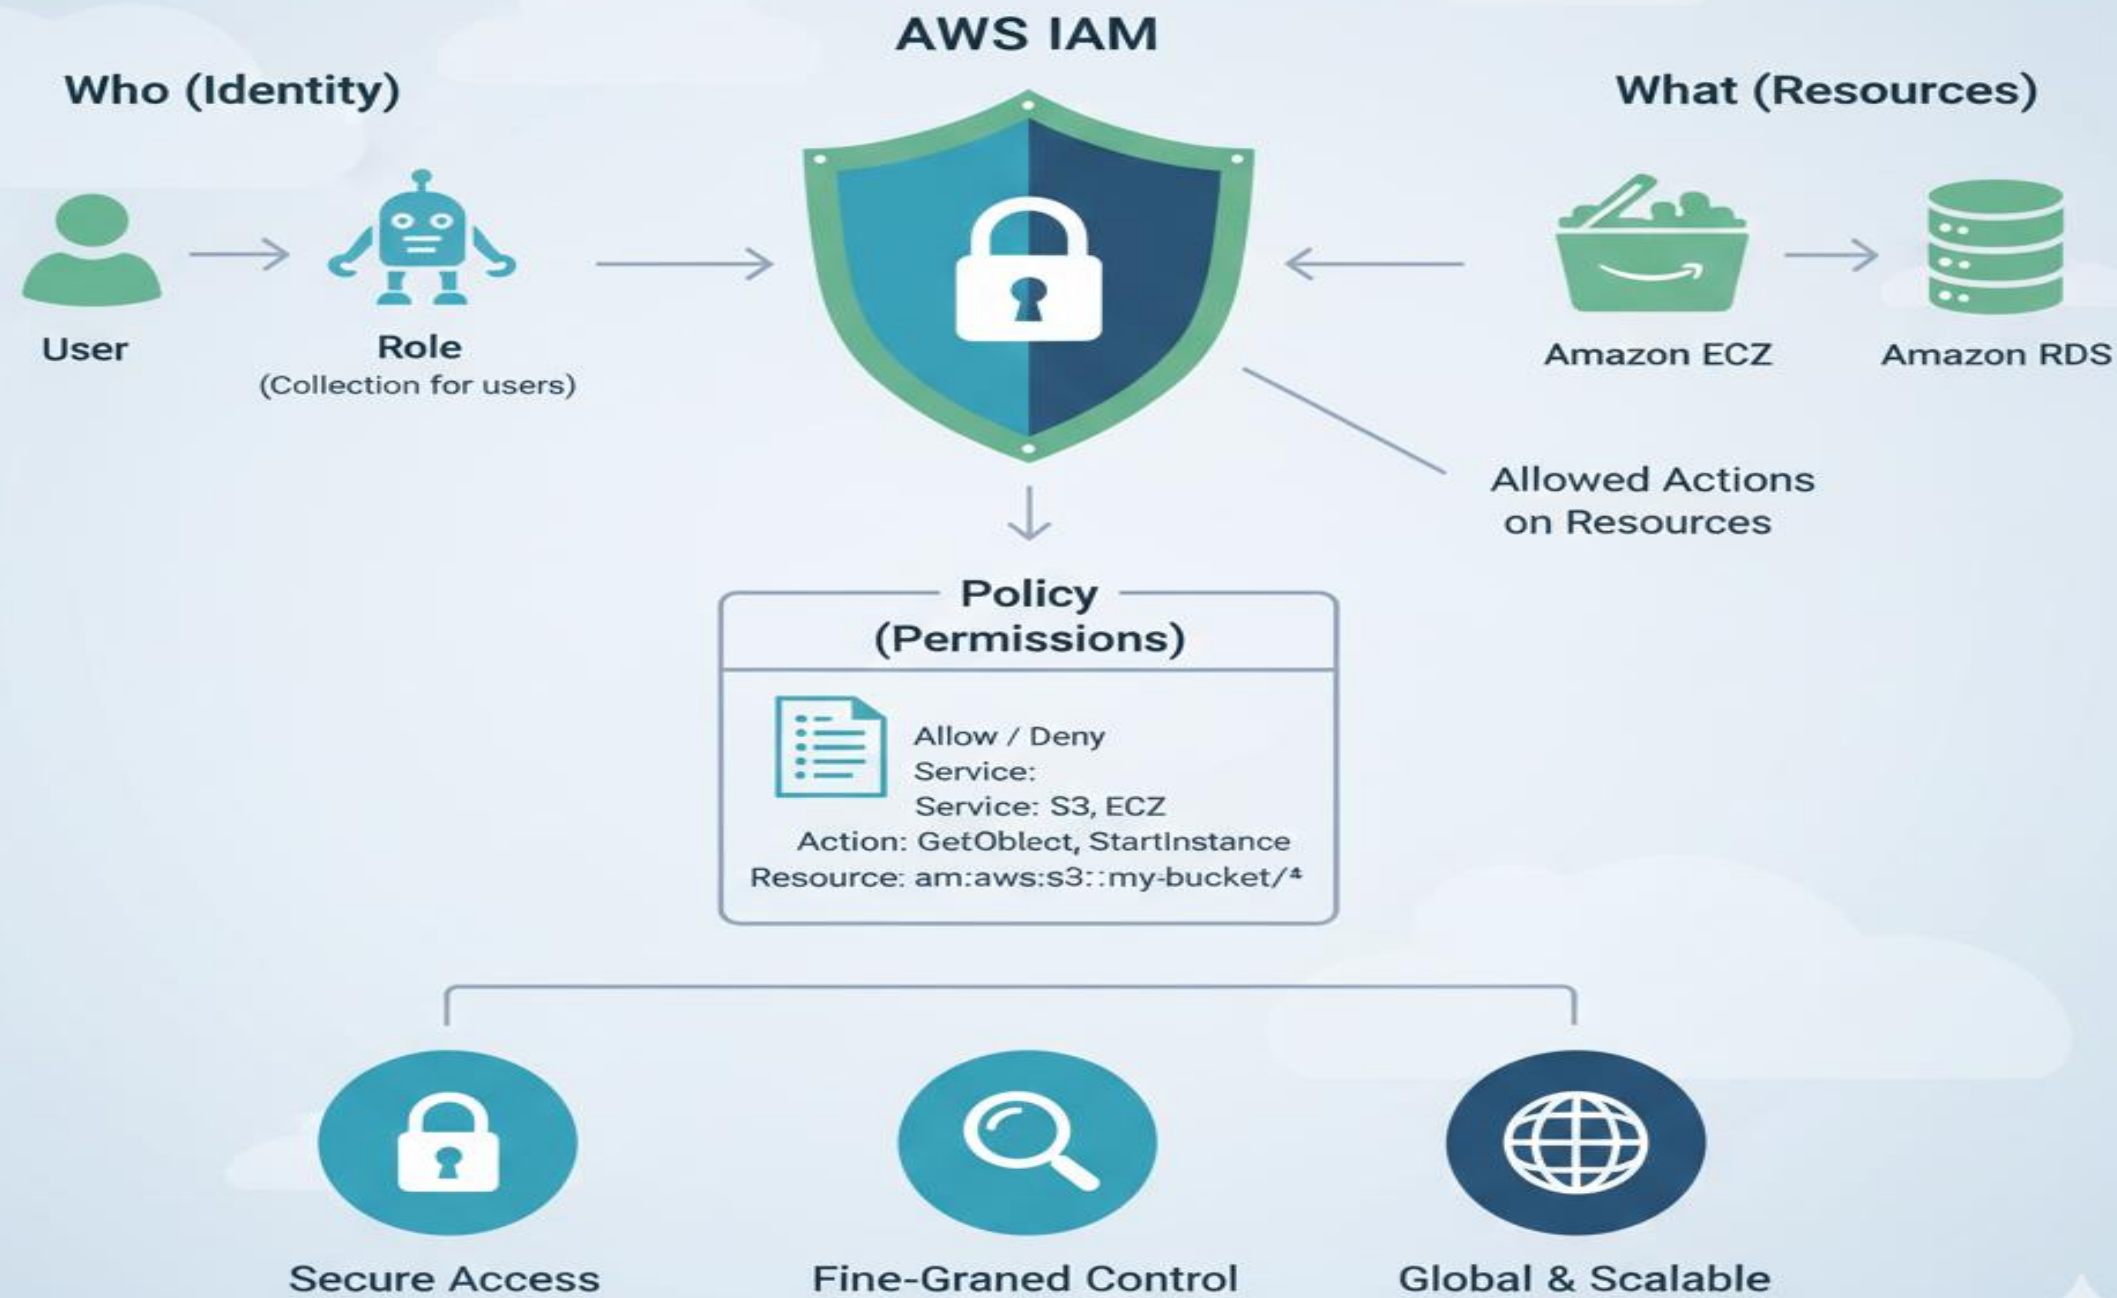 AWS IAM
Who (Identity)
What (Resources)
User
Role
(Collection for users)
Amazon ECZ
Amazon RDS
Allowed Actions
on Resources
Policy
(Permissions)
Allow / Deny
Service:
Service: S3, ECZ
Action: GetOblect, StartInstance
Resource: am:aws:s3::my-bucket/⁴
Secure Access
Fine-Graned Control
Global & Scalable